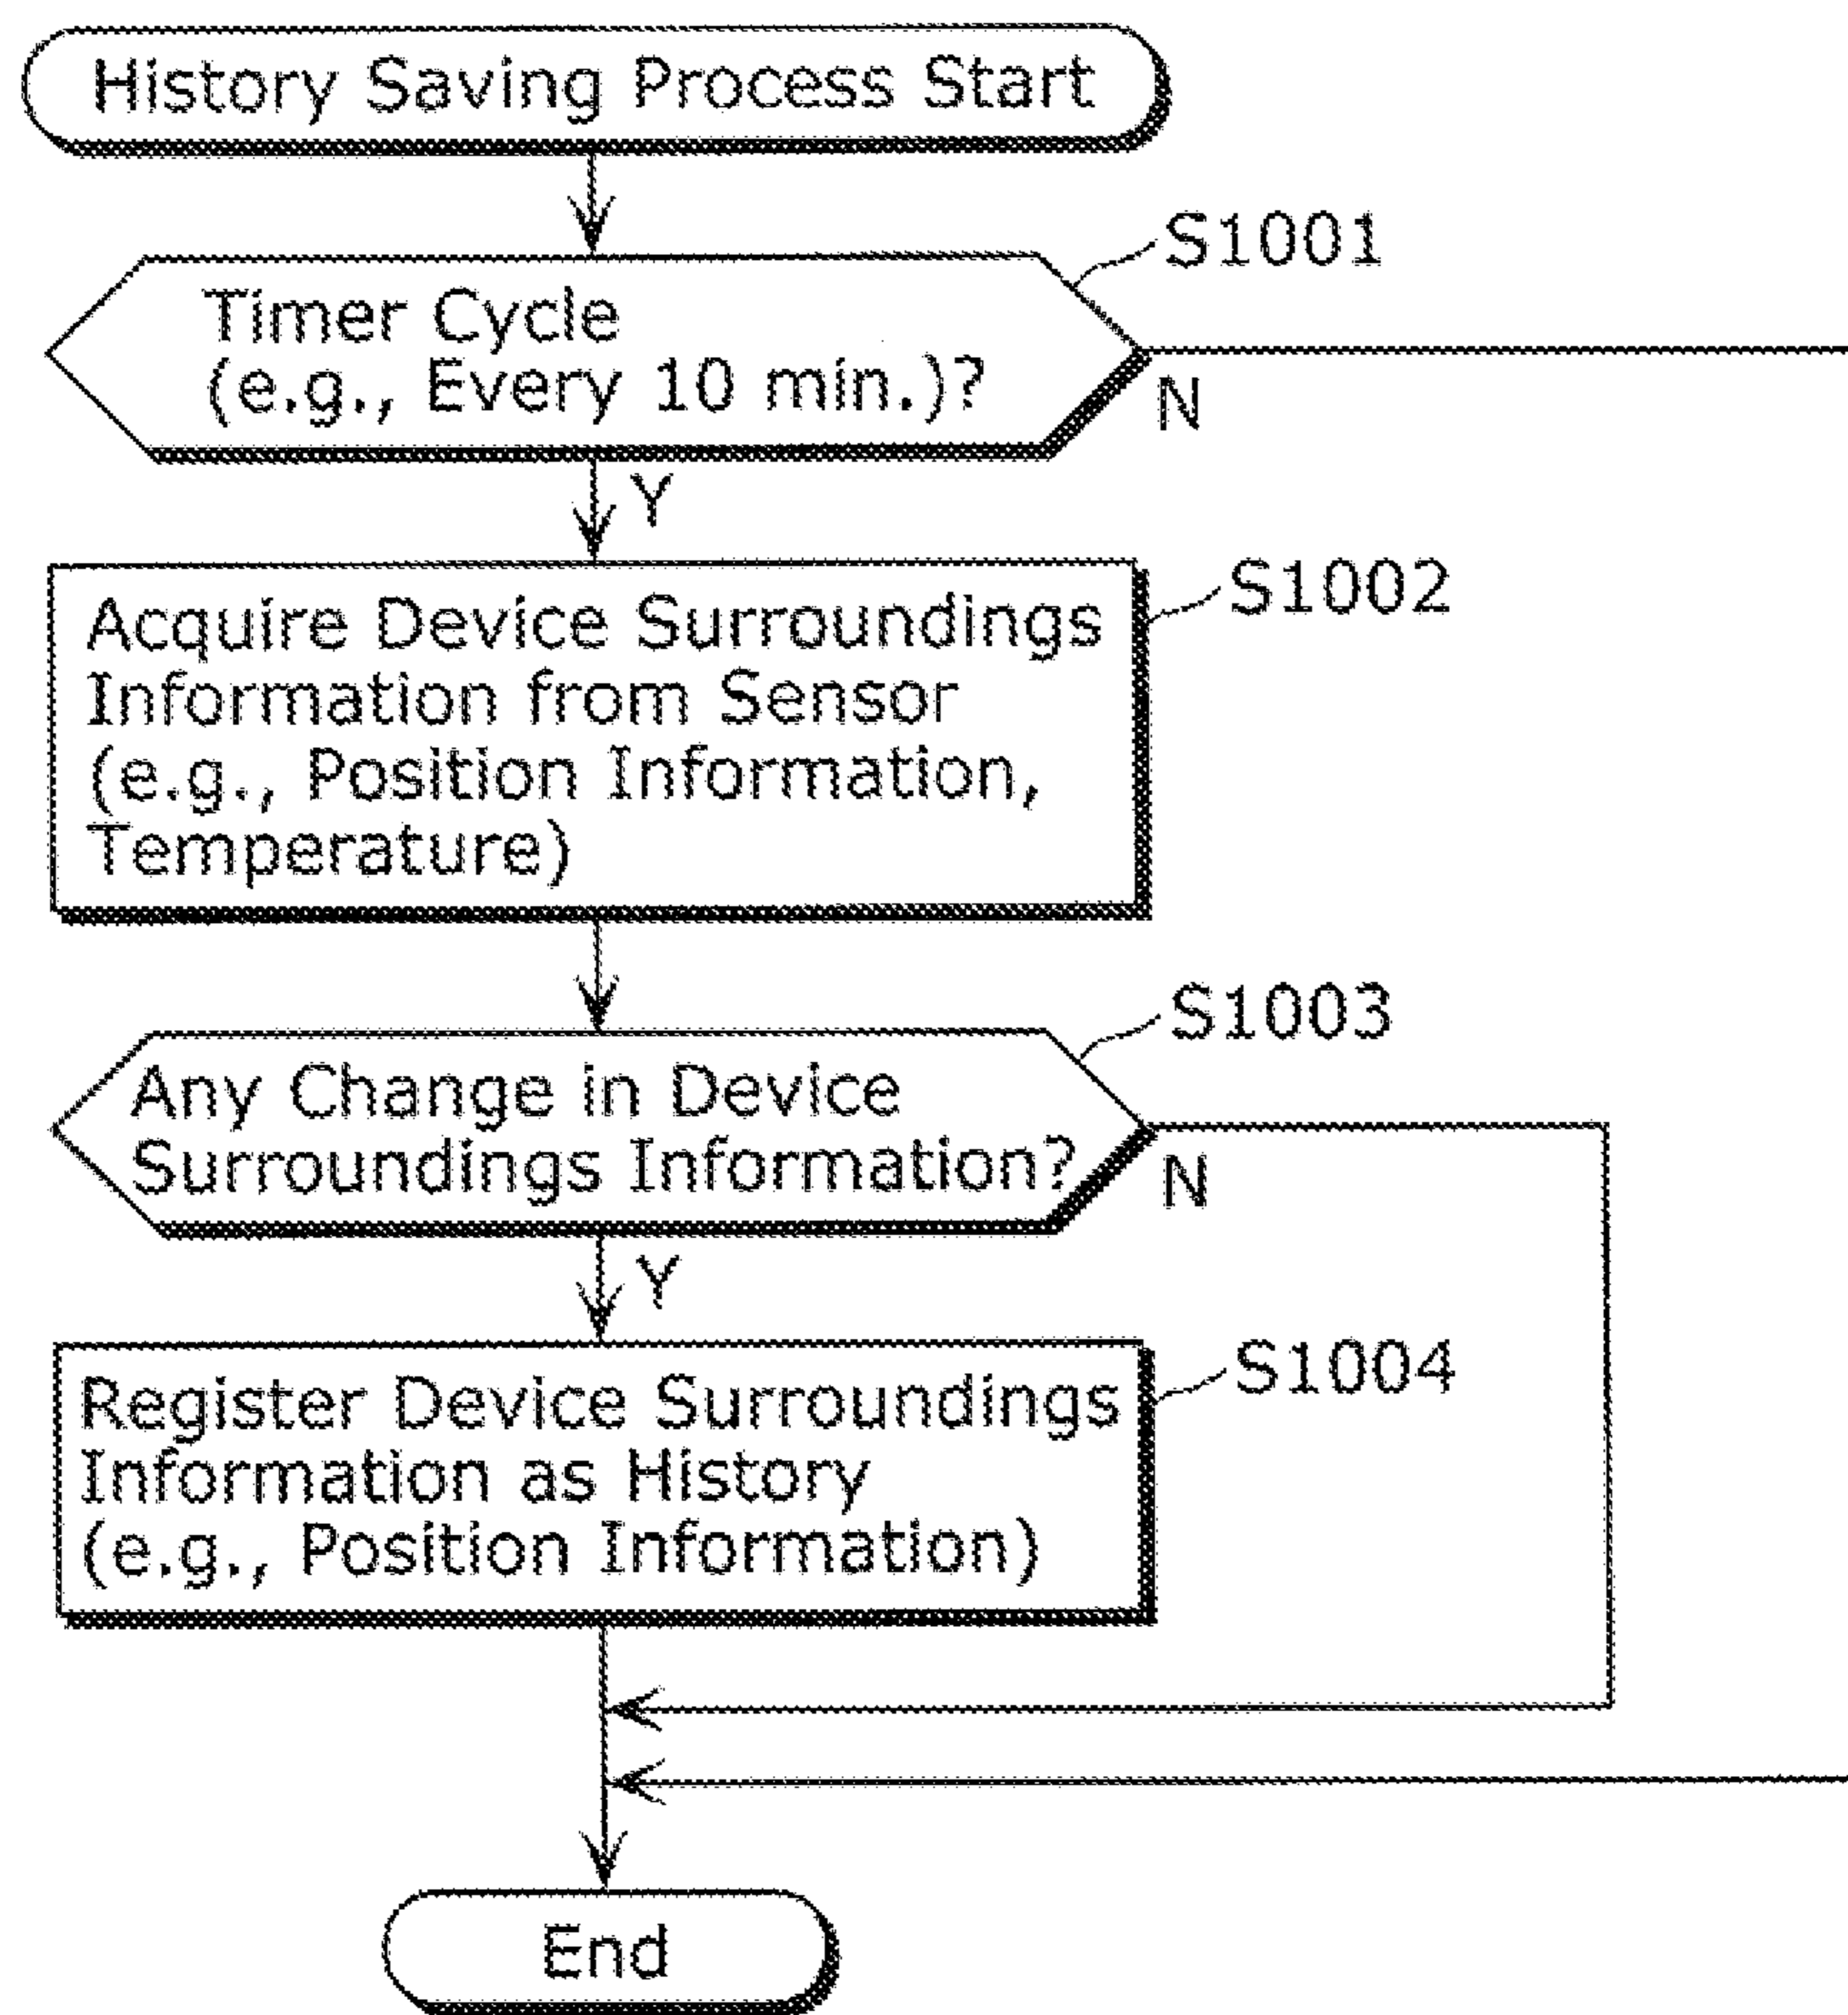 History Saving Process Start
S1001
Timer Cycle
(e.g., Every 10 min.)?
N
Y
S1002
Acquire Device Surroundings
Information from Sensor
(e.g., Position Information,
Temperature)
S1003
Any Change in Device
Surroundings Information?
N
Y
S1004
Register Device Surroundings
Information as History
(e.g., Position Information)
End